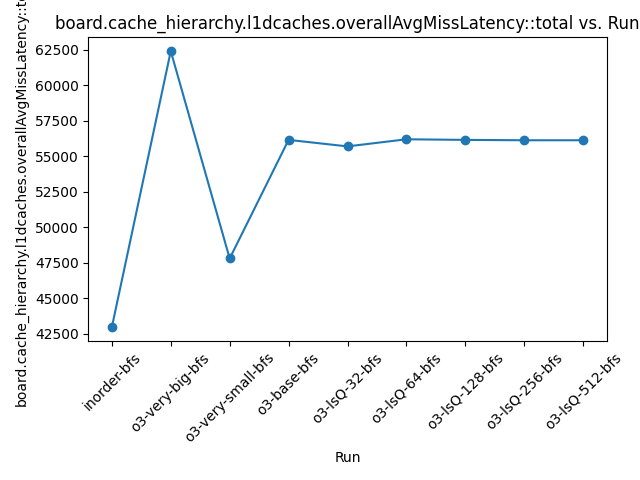 board.cache_hierarchy.l1dcaches.overallAvgMissLatency::total vs. Run
board.cache_hierarchy.l1dcaches.overallAvgMissLatency::to
62500
60000
57500
55000
52500
50000
47500
45000
42500
inorder-bfs
o3-very-big-bfs
o3-very-small-bfs
o3-base-bfs
o3-lsQ-32-bfs
o3-lsQ-64-bfs
o3-lsQ-128-bfs
o3-lsQ-256-bfs
o3-lsQ-512-bfs
Run